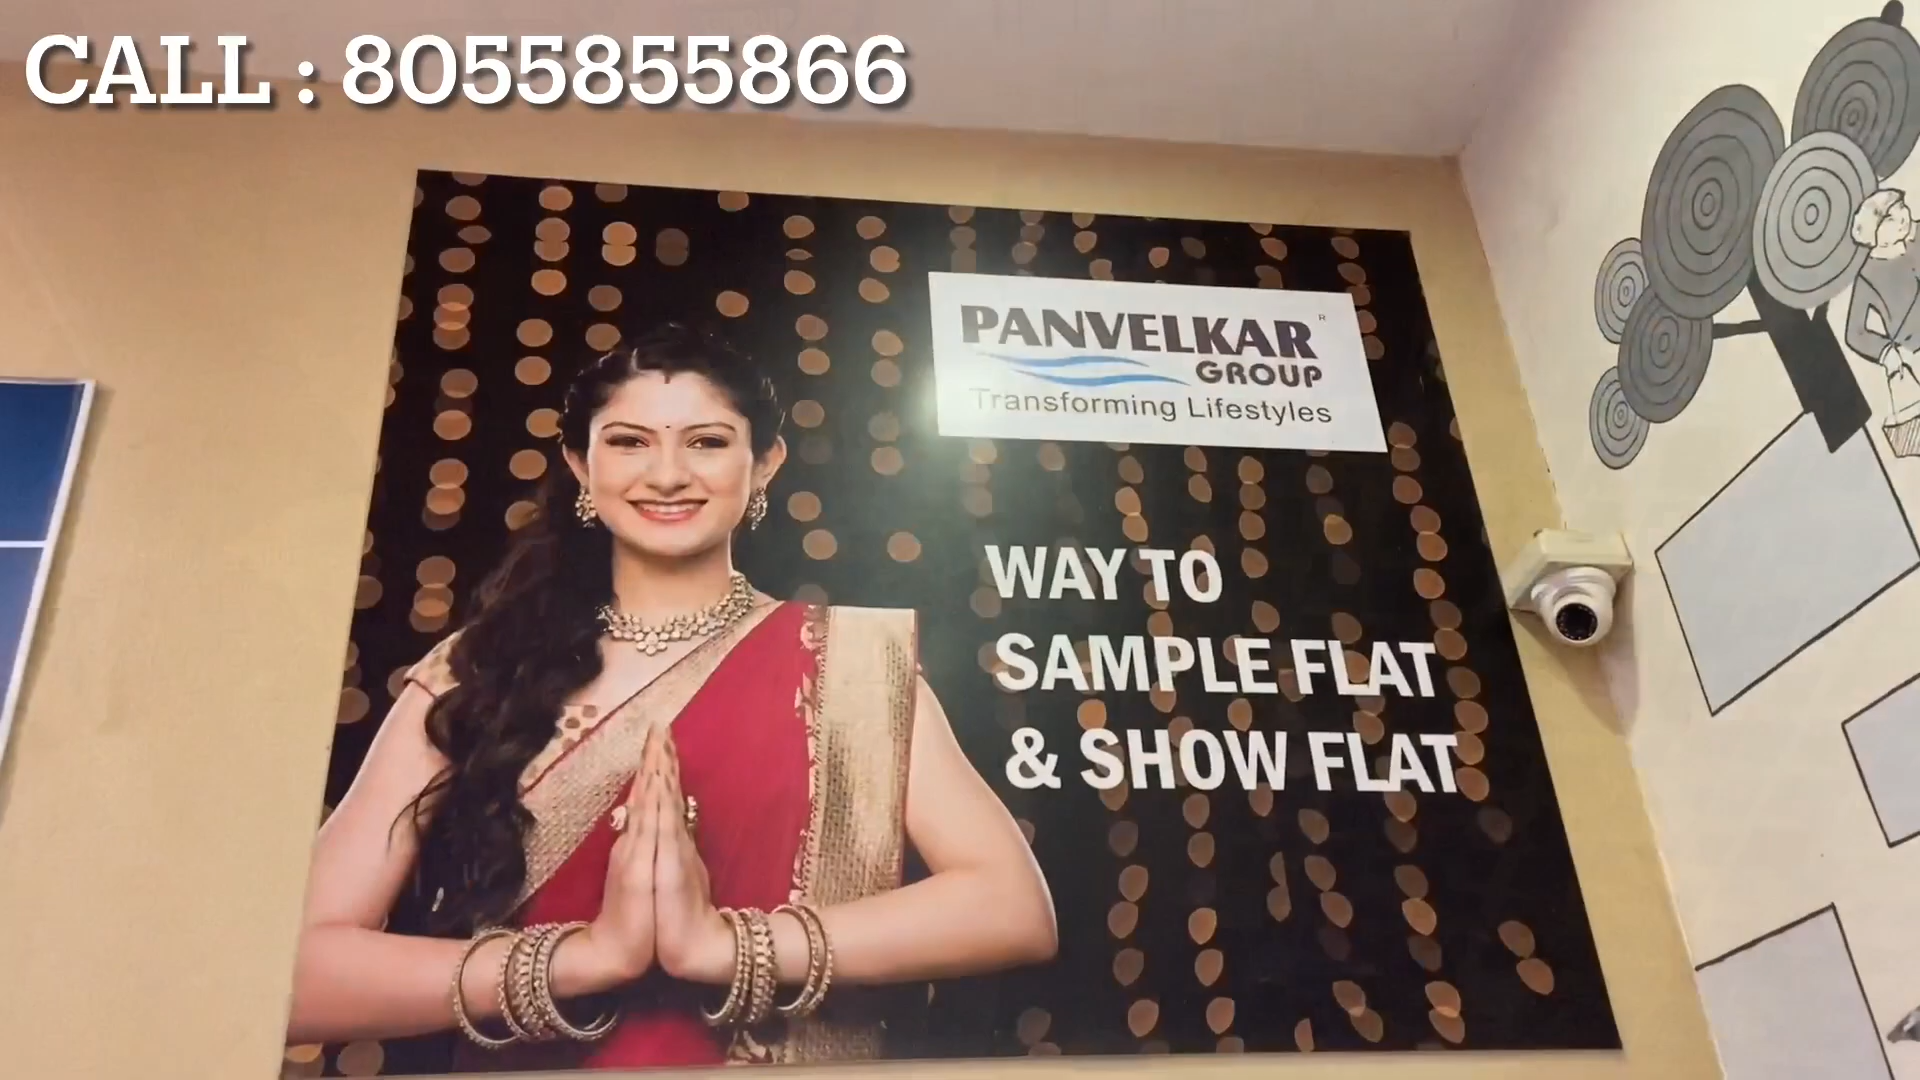 CALL : 8055855866
PANVELKAR
GROUP
Transforming Lifestyles
WAY TO
SAMPLE FLAT
& SHOW FLAT